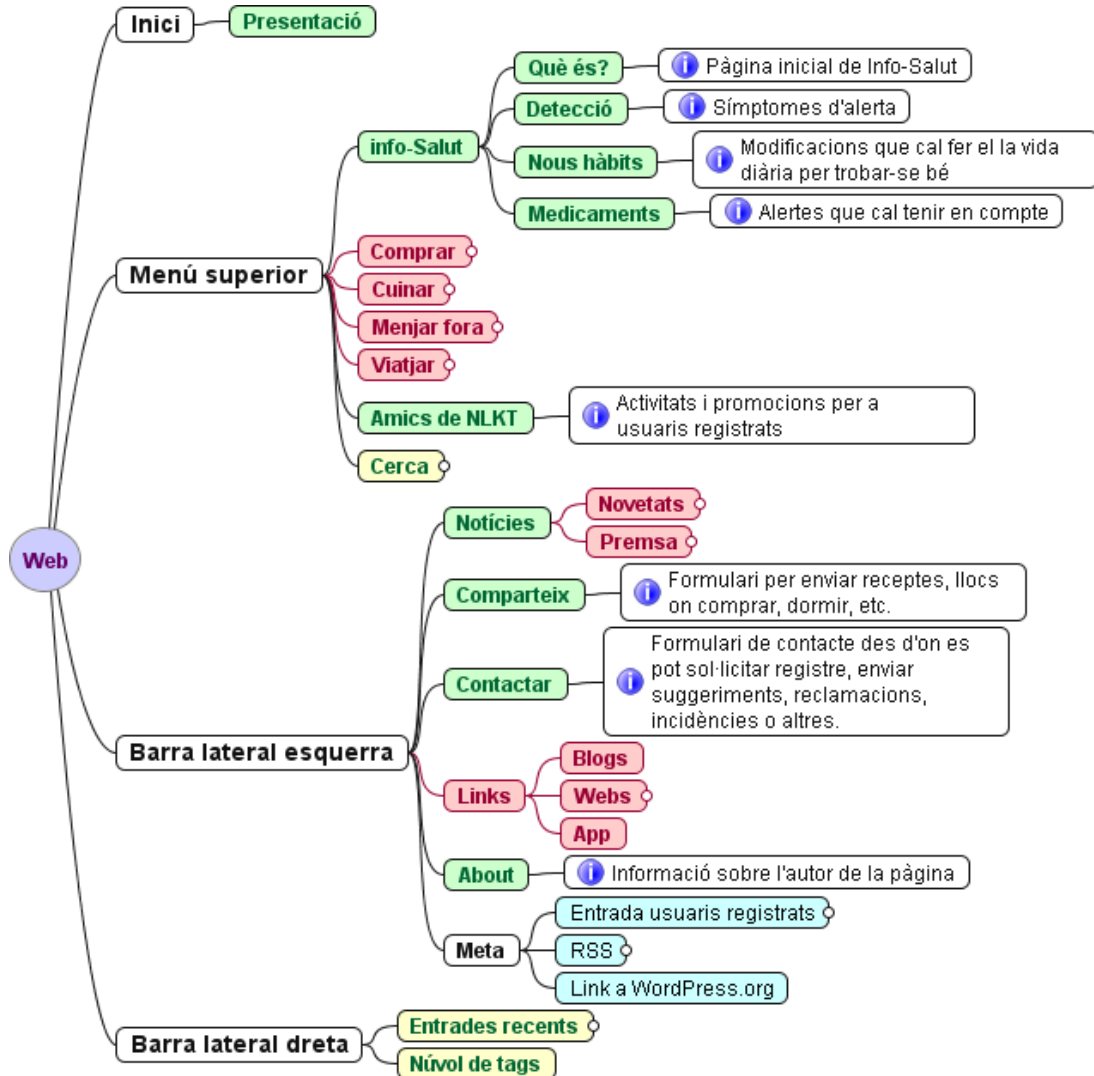 Web
Inici
Presentació
Menú superior
info-Salut
Què és?
Pàgina inicial de Info-Salut
Detecció
Símptomes d'alerta
Nous hàbits
Modificacions que cal fer el la vida
diària per trobar-se bé
Medicaments
Alertes que cal tenir en compte
Comprar
Cuinar
Menjar fora
Viatjar
Amics de NLKT
Activitats i promocions per a
usuaris registrats
Cerca
Barra lateral esquerra
Notícies
Novetats
Premsa
Comparteix
Formulari per enviar receptes, llocs
on comprar, dormir, etc.
Contactar
Formulari de contacte des d'on es
pot sol·licitar registre, enviar
suggeriments, reclamacions,
incidències o altres.
Links
Blogs
Webs
App
About
Informació sobre l'autor de la pàgina
Meta
Entrada usuaris registrats
RSS
Link a WordPress.org
Barra lateral dreta
Entrades recents
Núvol de tags